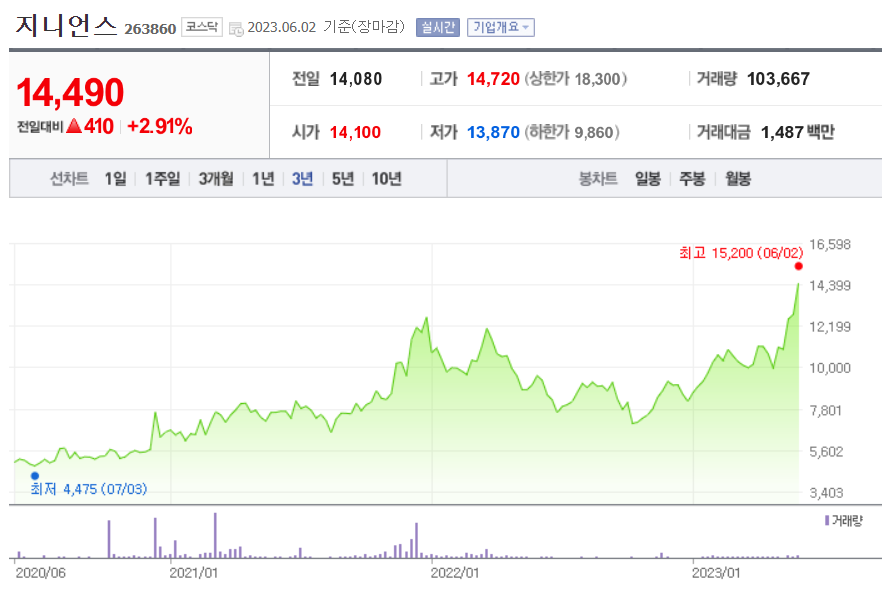 지니언스 263860 코스닥 2023.06.02 기준(장마감) 실시간 기업개요
14,490
전일대비 ▲410 +2.91%
전일 14,080 고가 14,720 (상한가 18,300) 거래량 103,667
시가 14,100 저가 13,870 (하한가 9,860) 거래대금 1,487 백만
선차트 1일 1주일 3개월 1년 3년 5년 10년 봉차트 일봉 주봉 월봉
16,598
최고 15,200 (06/02)
14,399
12,199
10,000
7,801
5,602
최저 4,475 (07/03)
3,403
거래량
2020/06 2021/01 2022/01 2023/01